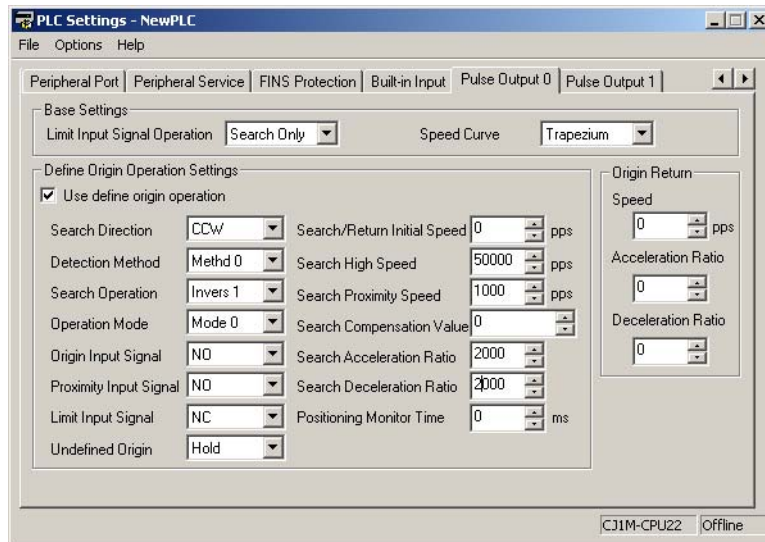 PLC Settings - NewPLC
File Options Help
Peripheral Port Peripheral Service FINS Protection Built-in Input Pulse Output 0 Pulse Output 1
Base Settings
Limit Input Signal Operation Search Only Speed Curve Trapezium
Define Origin Operation Settings
Use define origin operation
Search Direction CCW Search/Return Initial Speed 0 pps
Detection Method Methd 0 Search High Speed 50000 pps
Search Operation Invers 1 Search Proximity Speed 1000 pps
Operation Mode Mode 0 Search Compensation Value 0
Origin Input Signal NO Search Acceleration Ratio 2000
Proximity Input Signal NO Search Deceleration Ratio 2000
Limit Input Signal NC Positioning Monitor Time 0 ms
Undefined Origin Hold
Origin Return
Speed
0 pps
Acceleration Ratio
0
Deceleration Ratio
0
CJ1M-CPU22 Offline